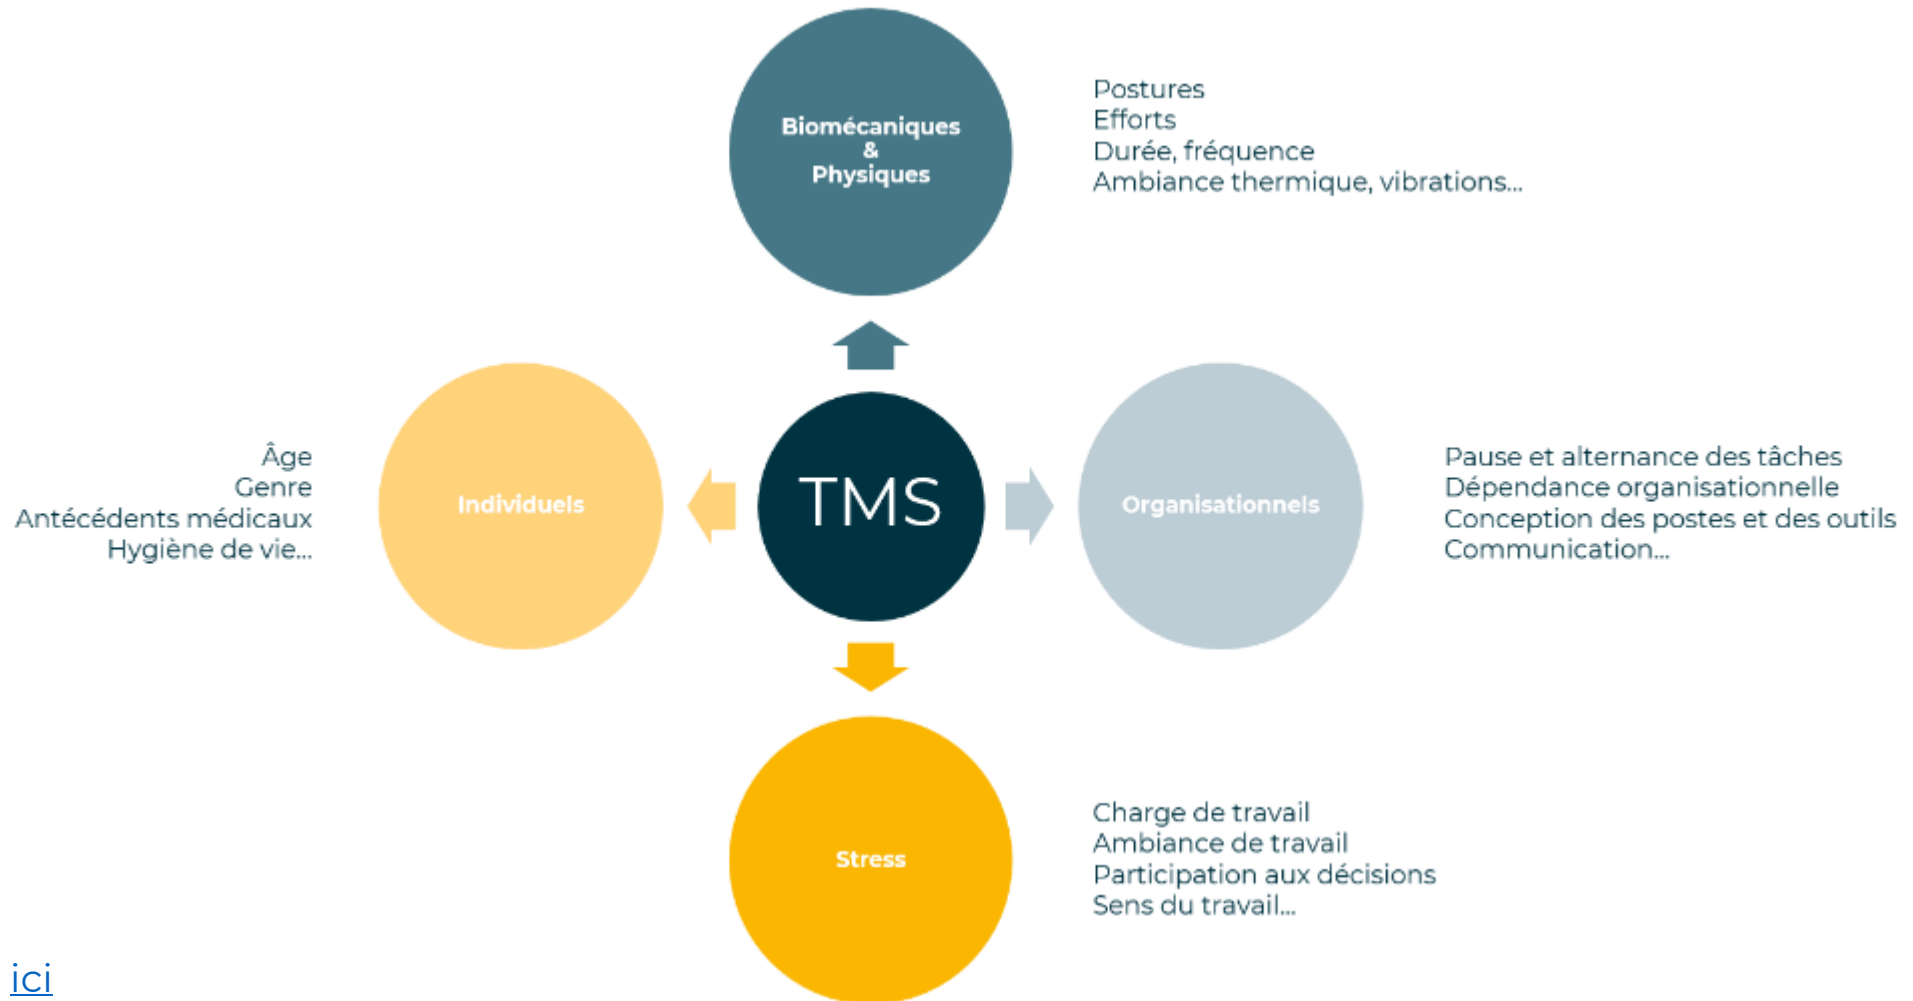 Biomécaniques
&
Physiques
Postures
Efforts
Durée, fréquence
Ambiance thermique, vibrations...
Âge
Genre
Antécédents médicaux
Hygiène de vie...
Individuels
TMS
Organisationnels
Pause et alternance des tâches
Dépendance organisationnelle
Conception des postes et des outils
Communication...
Stress
Charge de travail
Ambiance de travail
Participation aux décisions
Sens du travail...
ici